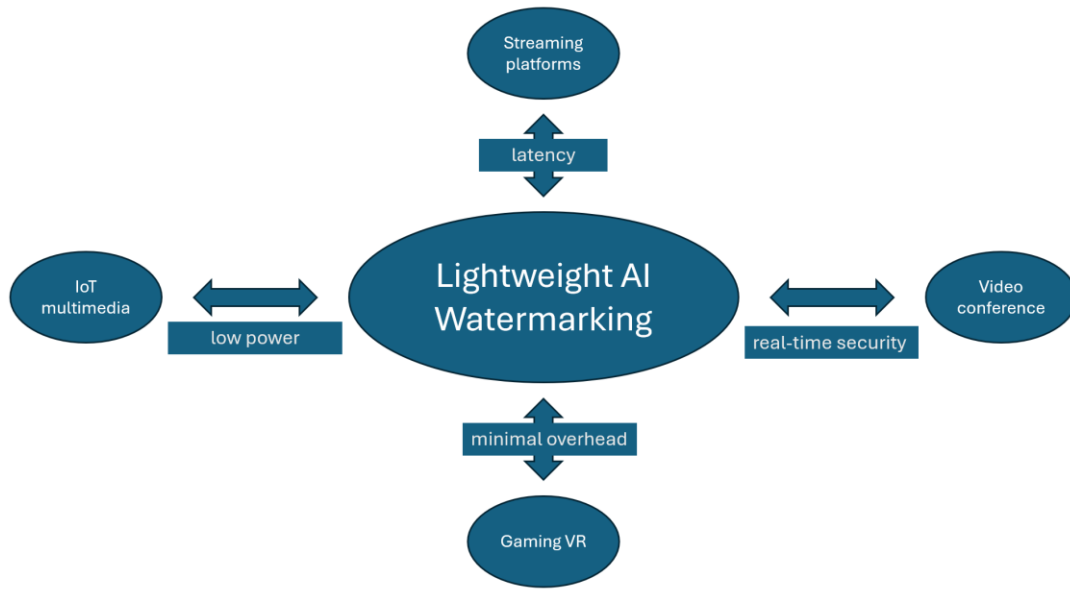 Streaming
platforms
latency
IoT
multimedia
low power
Lightweight AI
Watermarking
real-time security
Video
conference
minimal overhead
Gaming VR